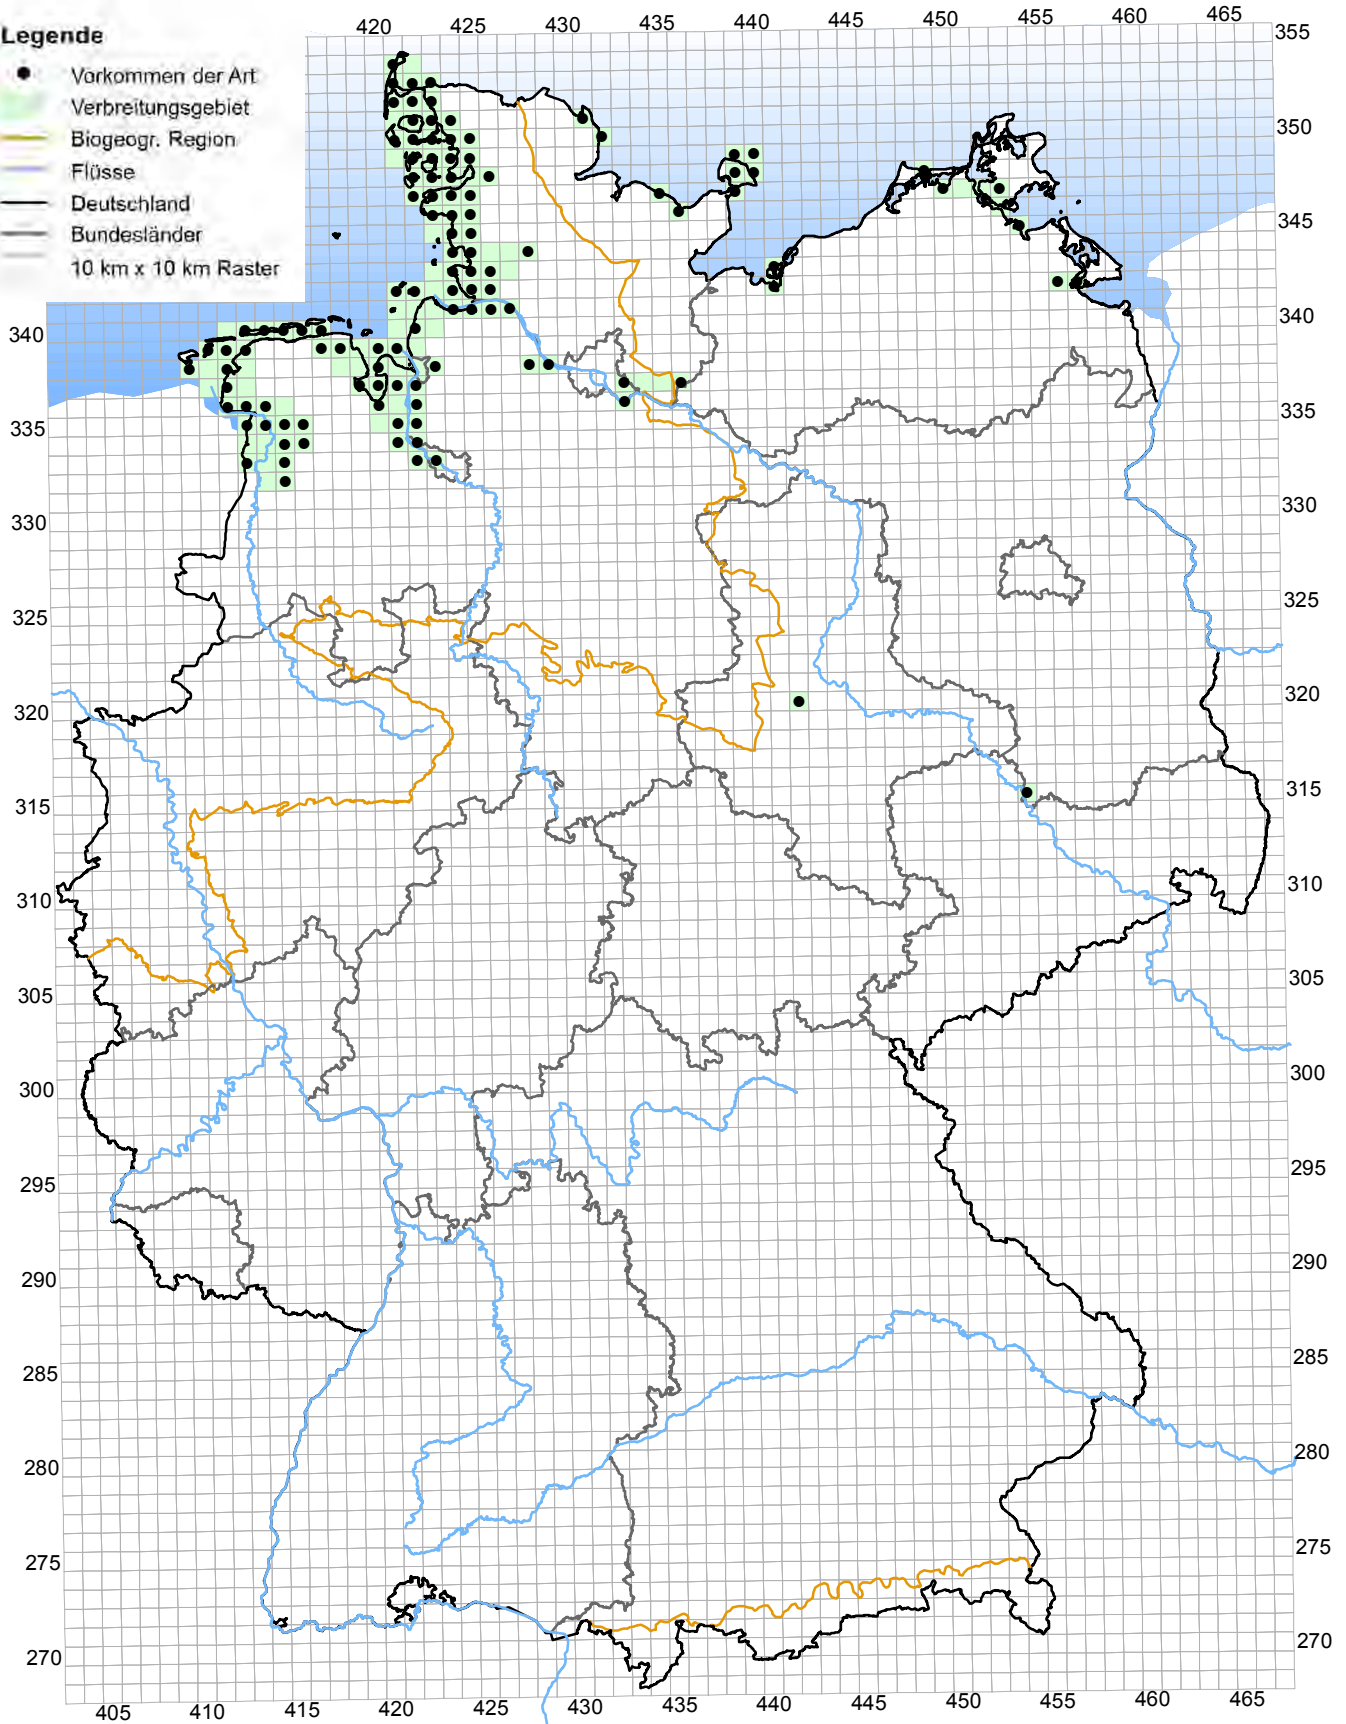 Legende
Vorkommen der Art
Verbreitungsgebiet
Biogeogr. Region
Flüsse
Deutschland
Bundesländer
10 km x 10 km Raster
420 425 430 435 440 445 450 455 460 465
355
350
345
340 340
335 335
330 330
325 325
320 320
315 315
310 310
305 305
300 300
295 295
290 290
285 285
280 280
275 275
270 270
405 410 415 420 425 430 435 440 445 450 455 460 465